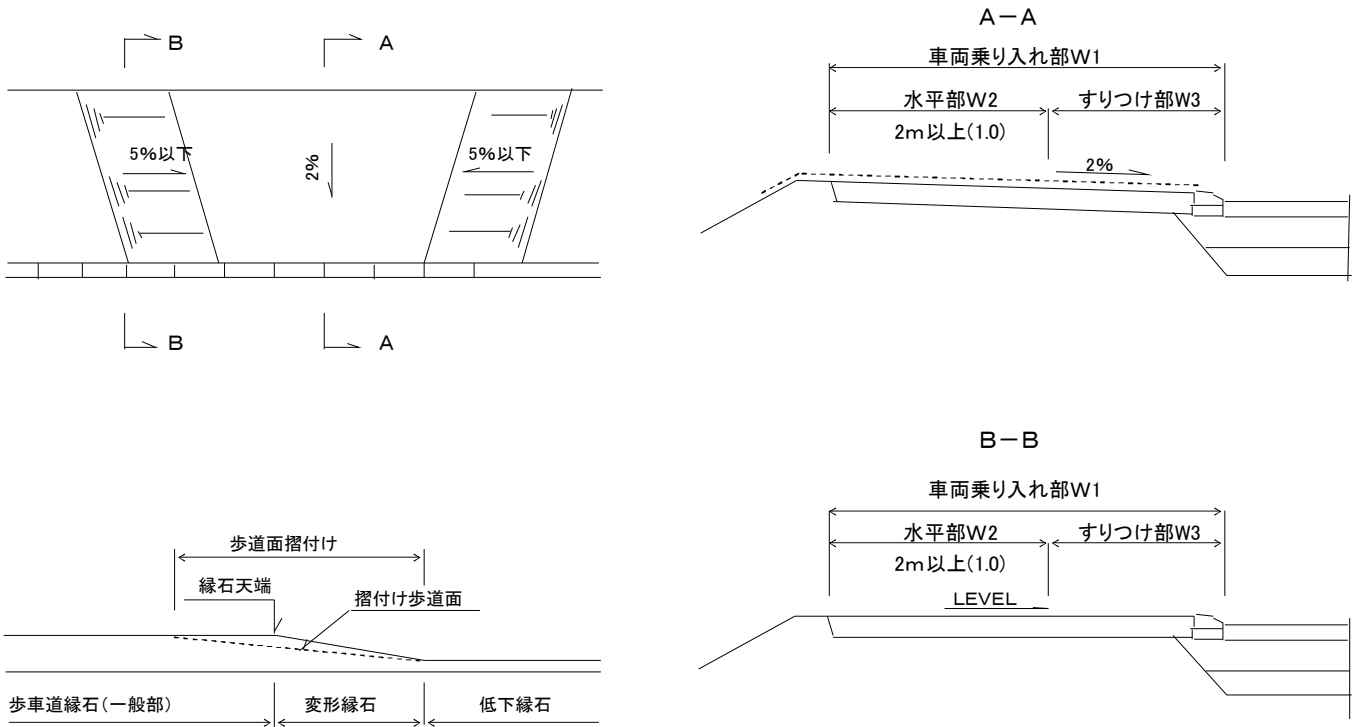 B
A
5%以下
2%
5%以下
B
A
A-A
車両乗り入れ部W1
水平部W2
すりつけ部W3
2m以上(1.0)
2%
歩道面摺付け
縁石天端
摺付け歩道面
歩車道縁石(一般部)
変形縁石
低下縁石
B-B
車両乗り入れ部W1
水平部W2
すりつけ部W3
2m以上(1.0)
LEVEL